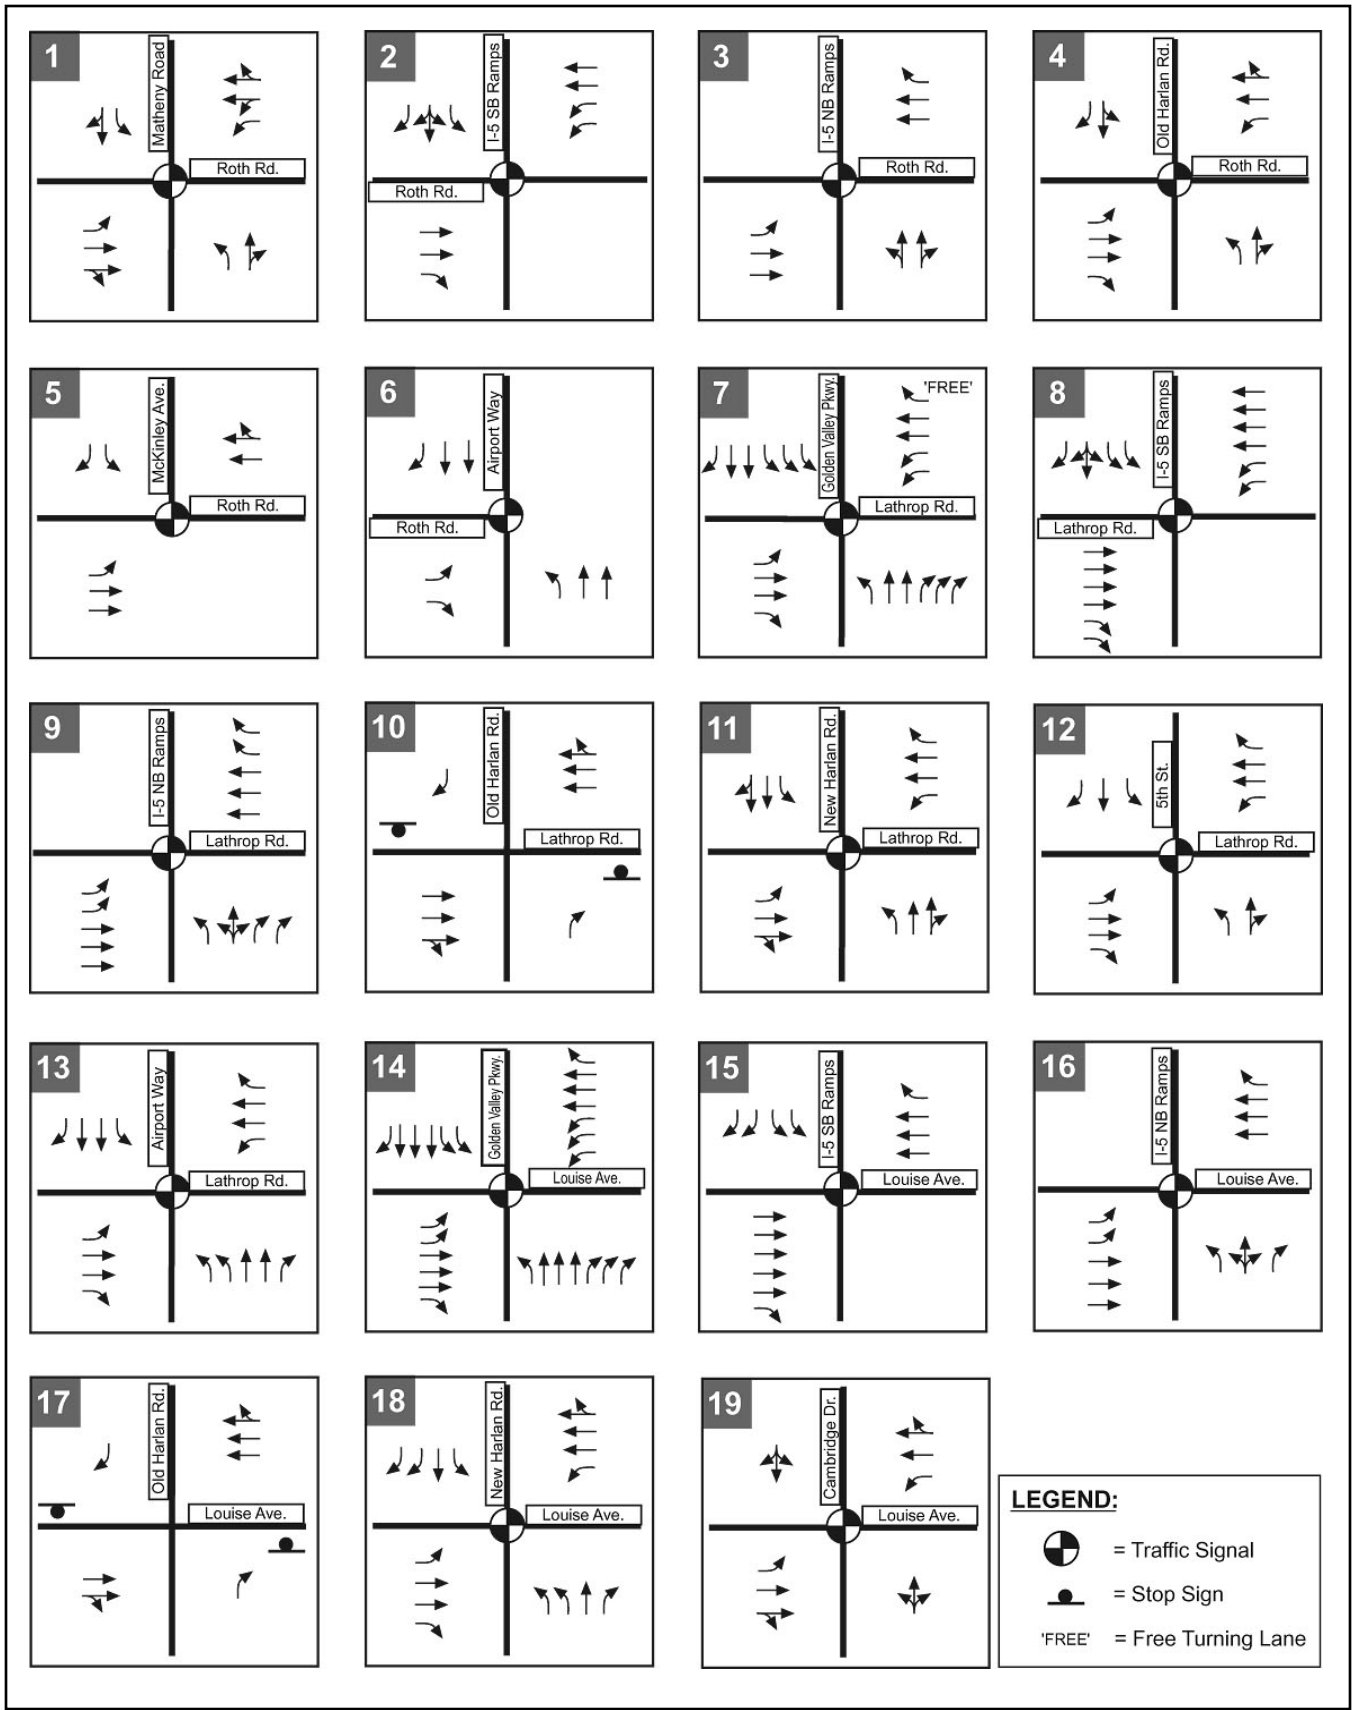 1
Matheny Road
Roth Rd.
2
I-5 SB Ramps
Roth Rd.
3
I-5 NB Ramps
Roth Rd.
4
Old Harlan Rd.
Roth Rd.
5
McKinley Ave.
Roth Rd.
6
Airport Way
Roth Rd.
7
Golden Valley Pkwy.
'FREE'
Lathrop Rd.
8
I-5 SB Ramps
Lathrop Rd.
9
I-5 NB Ramps
Lathrop Rd.
10
Old Harlan Rd.
Lathrop Rd.
11
New Harlan Rd.
Lathrop Rd.
12
5th St.
Lathrop Rd.
13
Airport Way
Lathrop Rd.
14
Golden Valley Pkwy.
Louise Ave.
15
I-5 SB Ramps
Louise Ave.
16
I-5 NB Ramps
Louise Ave.
17
Old Harlan Rd.
Louise Ave.
18
New Harlan Rd.
Louise Ave.
19
Cambridge Dr.
Louise Ave.
LEGEND:
= Traffic Signal
= Stop Sign
'FREE' = Free Turning Lane